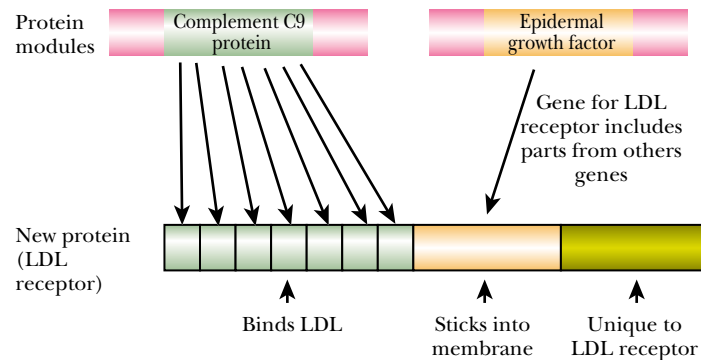 Protein
modules
Complement C9
protein
Epidermal
growth factor
Gene for LDL
receptor includes
parts from others
genes
New protein
(LDL
receptor)
Binds LDL
Sticks into
membrane
Unique to
LDL receptor